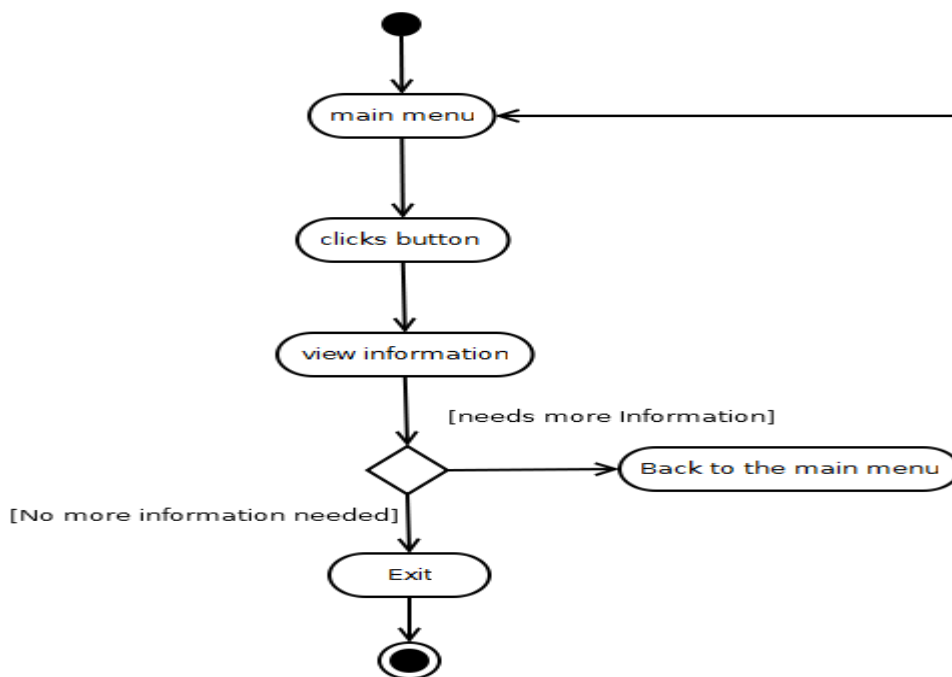 main menu
clicks button
view information
[needs more Information]
Back to the main menu
[No more information needed]
Exit